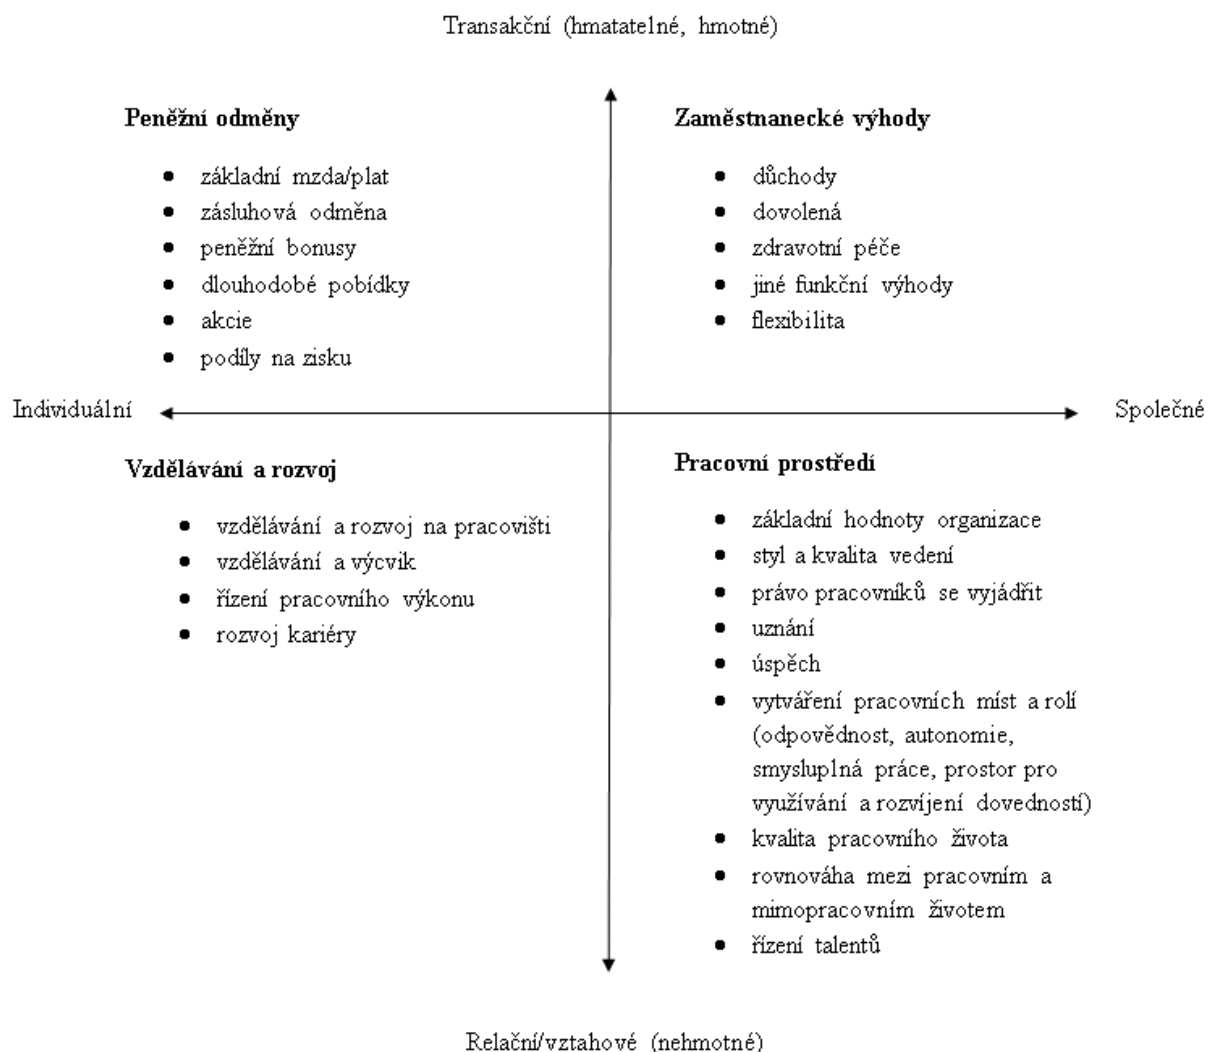 Transakční (hmatatelné, hmotné)
Peněžní odměny
• základní mzda/plat
• zásluhová odměna
• peněžní bonusy
• dlouhodobé pobídky
• akcie
• podíly na zisku
Zaměstnanecké výhody
• důchody
• dovolená
• zdravotní péče
• jiné funkční výhody
• flexibilita
Individuální
Společné
Vzdělávání a rozvoj
• vzdělávání a rozvoj na pracovišti
• vzdělávání a výcvik
• řízení pracovního výkonu
• rozvoj kariéry
Pracovní prostředí
• základní hodnoty organizace
• styl a kvalita vedení
• právo pracovníků se vyjádřit
• uznání
• úspěch
• vytváření pracovních míst a rolí
(odpovědnost, autonomie,
smysluplná práce, prostor pro
využívání a rozvíjení dovedností)
• kvalita pracovního života
• rovnováha mezi pracovním a
mimopracovním životem
• řízení talentů
Relační/vztahové (nehmotné)